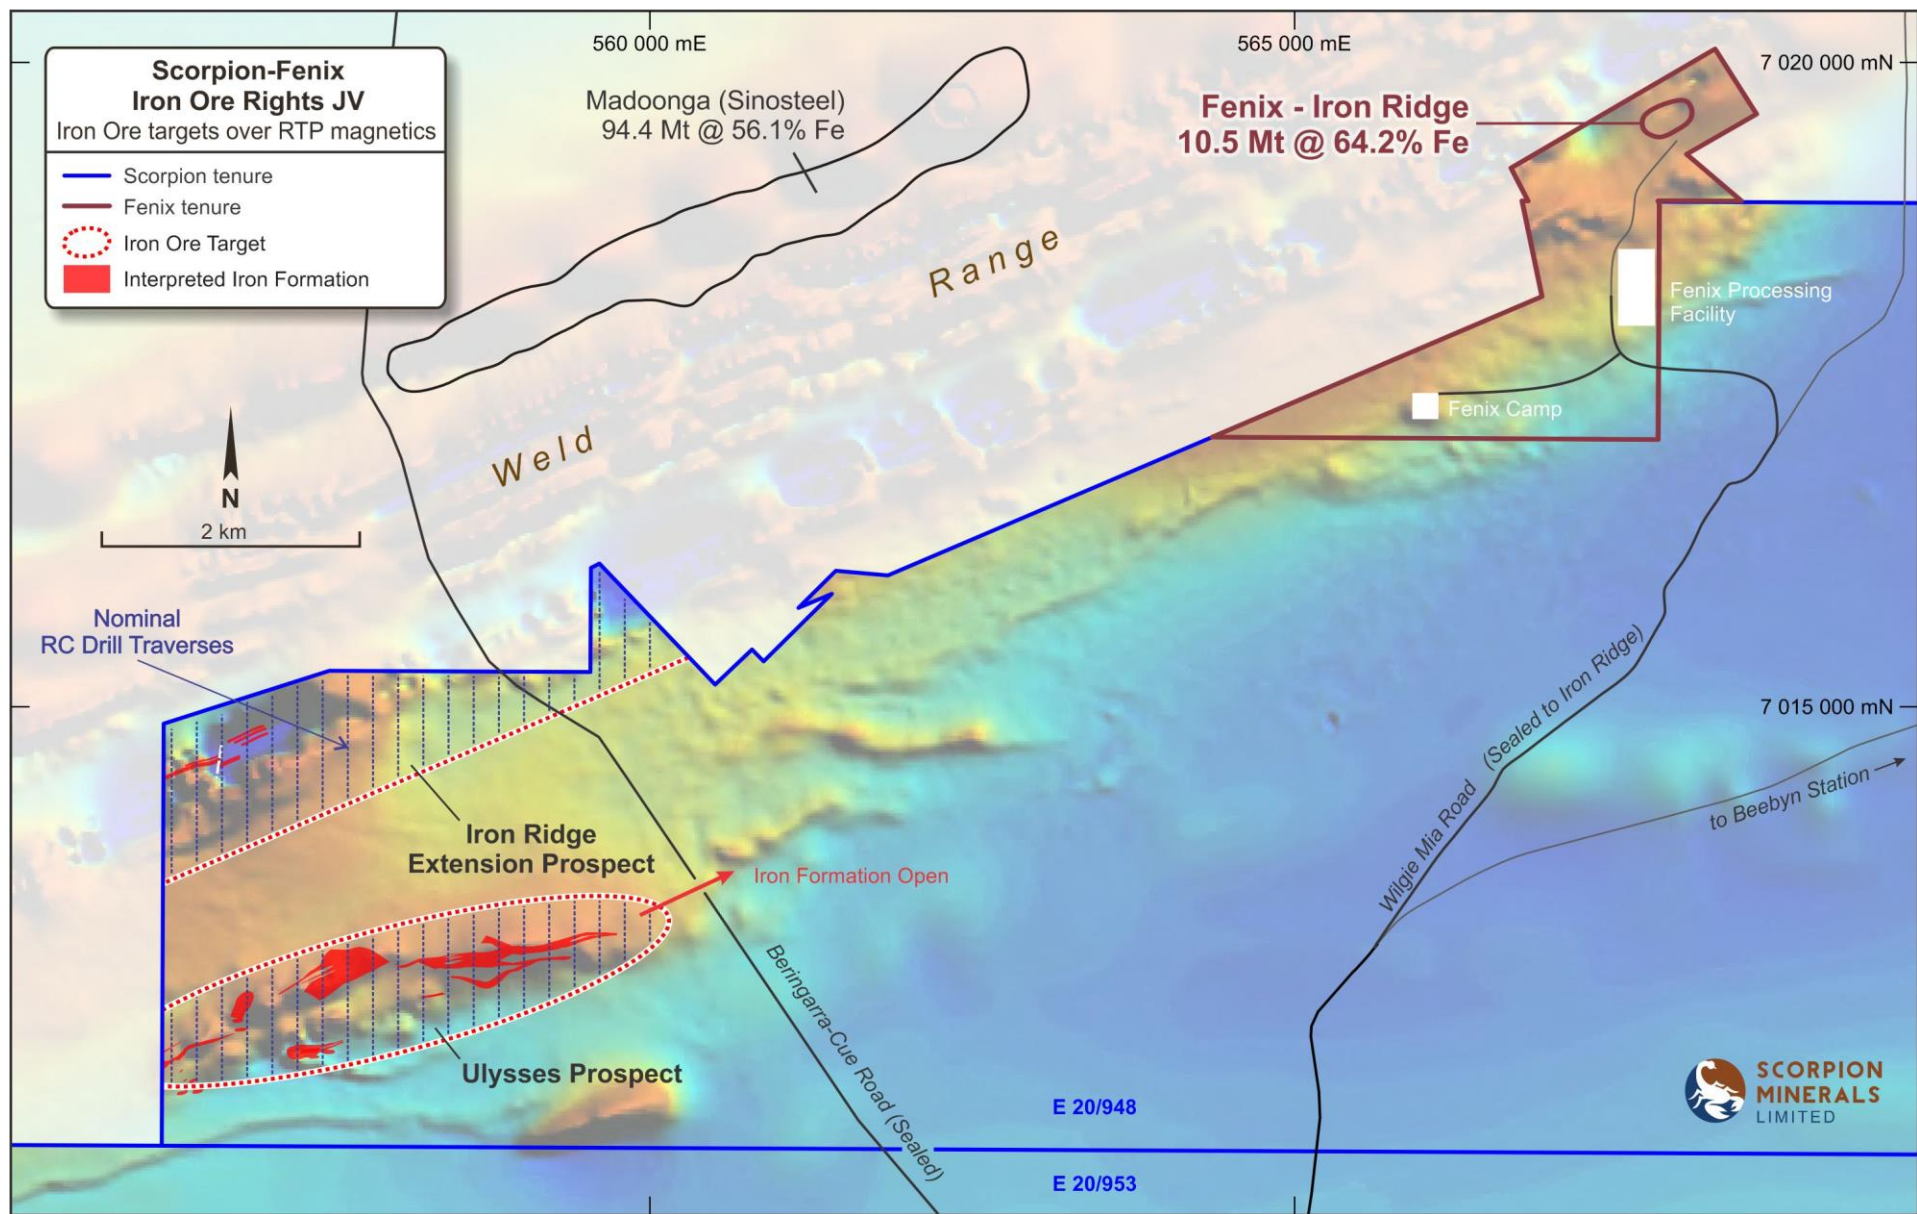 Scorpion-Fenix
Iron Ore Rights JV
Iron Ore targets over RTP magnetics
Scorpion tenure
Fenix tenure
Iron Ore Target
Interpreted Iron Formation
560 000 mE
565 000 mE
7 020 000 mN
Madoonga (Sinosteel)
94.4 Mt @ 56.1% Fe
Fenix - Iron Ridge
10.5 Mt @ 64.2% Fe
Weld Range
Fenix Processing
Facility
Fenix Camp
N
2 km
Nominal
RC Drill Traverses
Wilgie Mia Road (Sealed to Iron Ridge)
7 015 000 mN
to Beebyn Station
Iron Ridge
Extension Prospect
Iron Formation Open
Beringarra-Cue Road (Sealed)
Ulysses Prospect
E 20/948
E 20/953
SCORPION
MINERALS
LIMITED